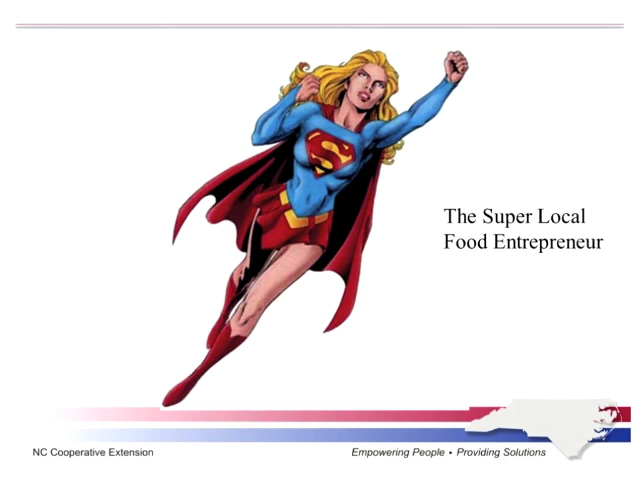 The Super Local
Food Entrepreneur
NC Cooperative Extension
Empowering People • Providing Solutions